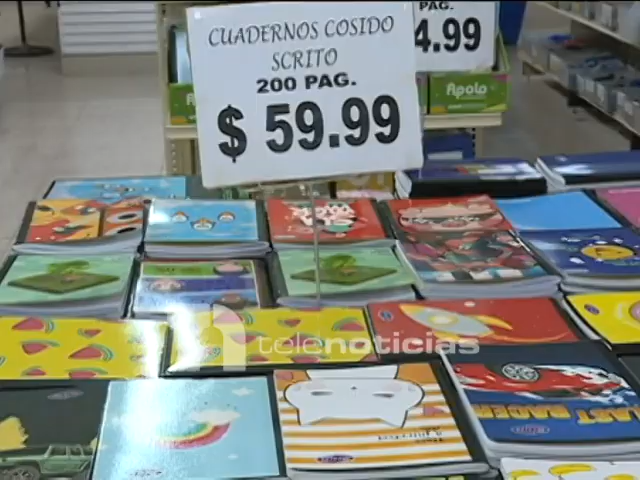 CUADERNOS COSIDO
SCRITO
200 PAG.
$ 59.99
PAG.
4.99
Apolo
telenoticias